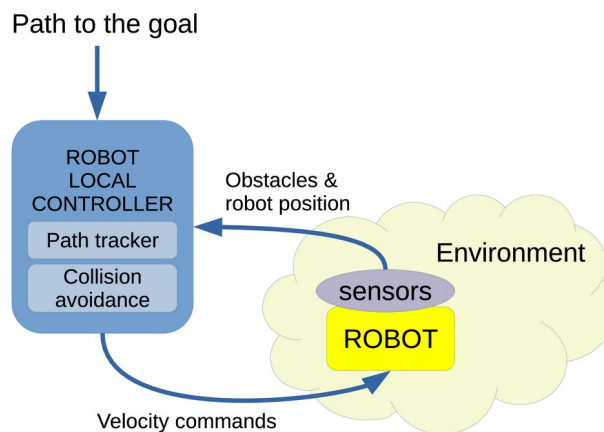 Path to the goal
ROBOT
LOCAL
CONTROLLER
Path tracker
Collision
avoidance
Obstacles &
robot position
Environment
sensors
ROBOT
Velocity commands